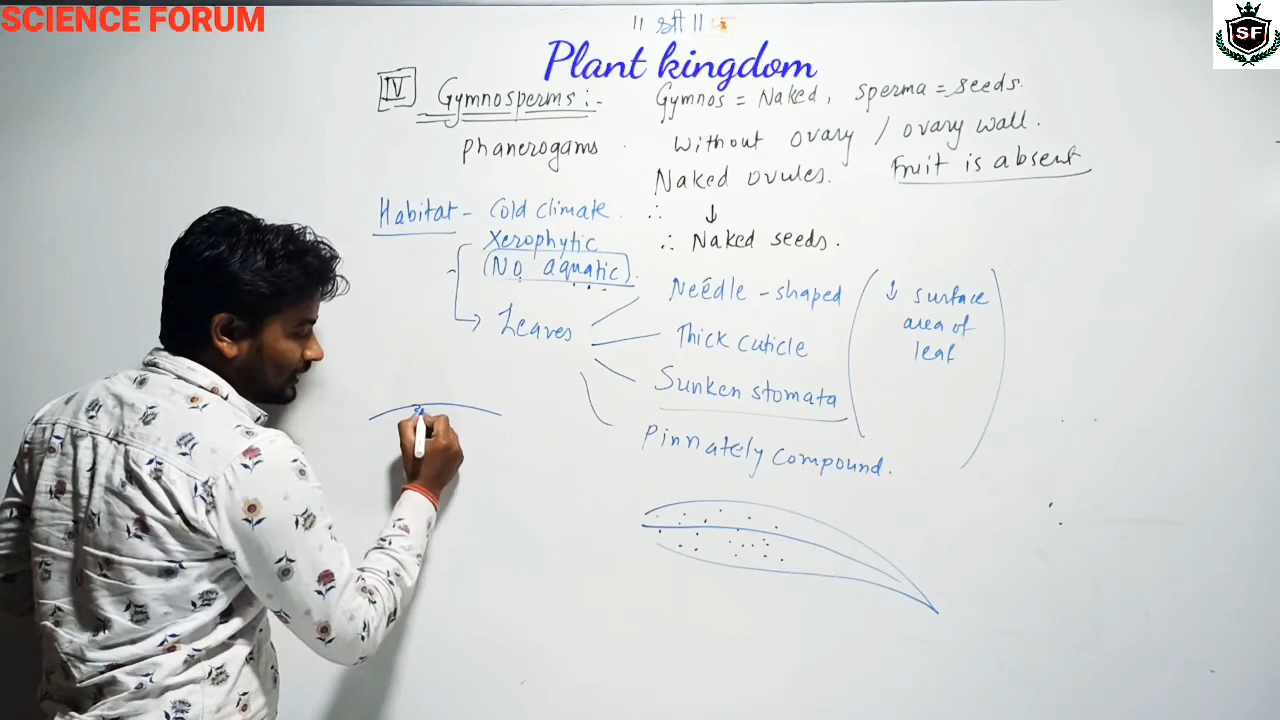 SCIENCE FORUM
|| श्री ||
SF
Plant kingdom
IV Gymnosperms :- Gymnos = Naked, sperma = seeds.
phanerogams. Without ovary / ovary wall.
Naked ovules. Fruit is absent
Habitat - Cold climate. ∴ ↓
Xerophytic ∴ Naked seeds.
(No aquatic).
Leaves
Needle - shaped
Thick cuticle
Sunken stomata
Pinnately compound.
↓ surface
area of
leaf